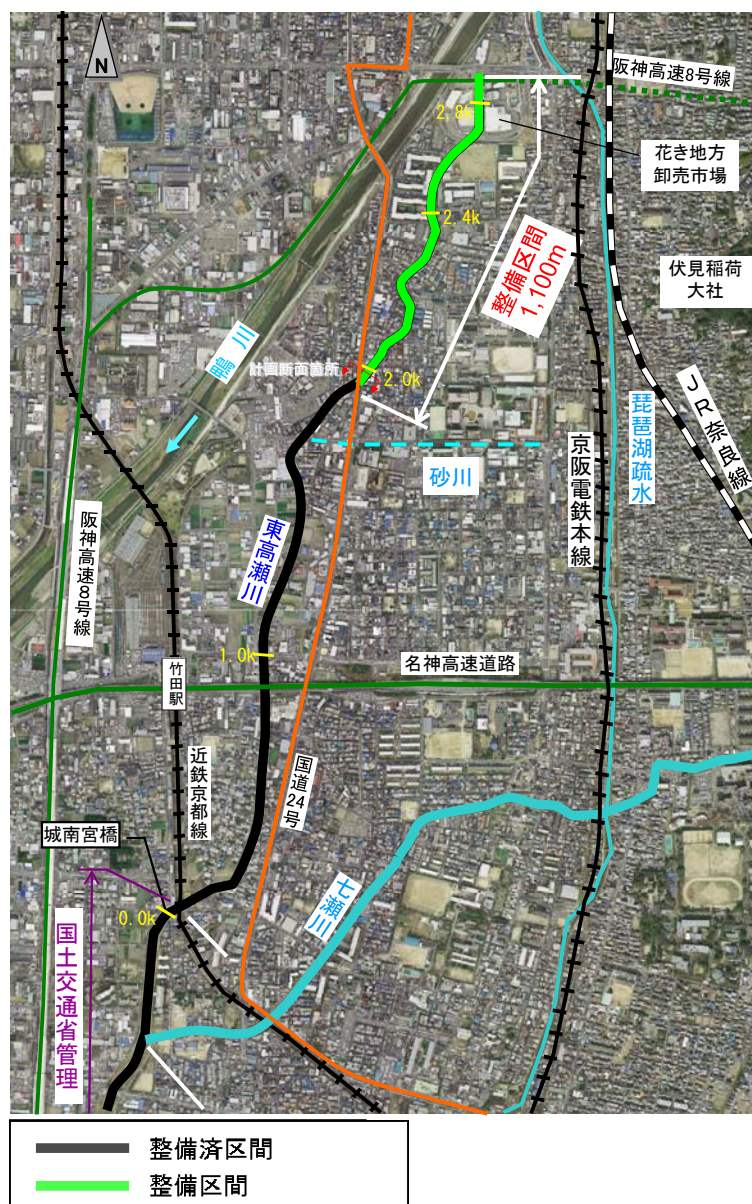 N
阪神高速8号線
2.8k
花き地方
卸売市場
2.4k
整備区間
1,100m
伏見稲荷
大社
鴨川
計画断面箇所
2.0k
JR奈良線
琵琶湖疏水
京阪電鉄本線
砂川
東高瀬川
阪神高速8号線
1.0k
名神高速道路
竹田駅
近鉄京都線
国道24号
城南宮橋
0.0k
七瀬川
国土交通省管理
整備済区間
整備区間